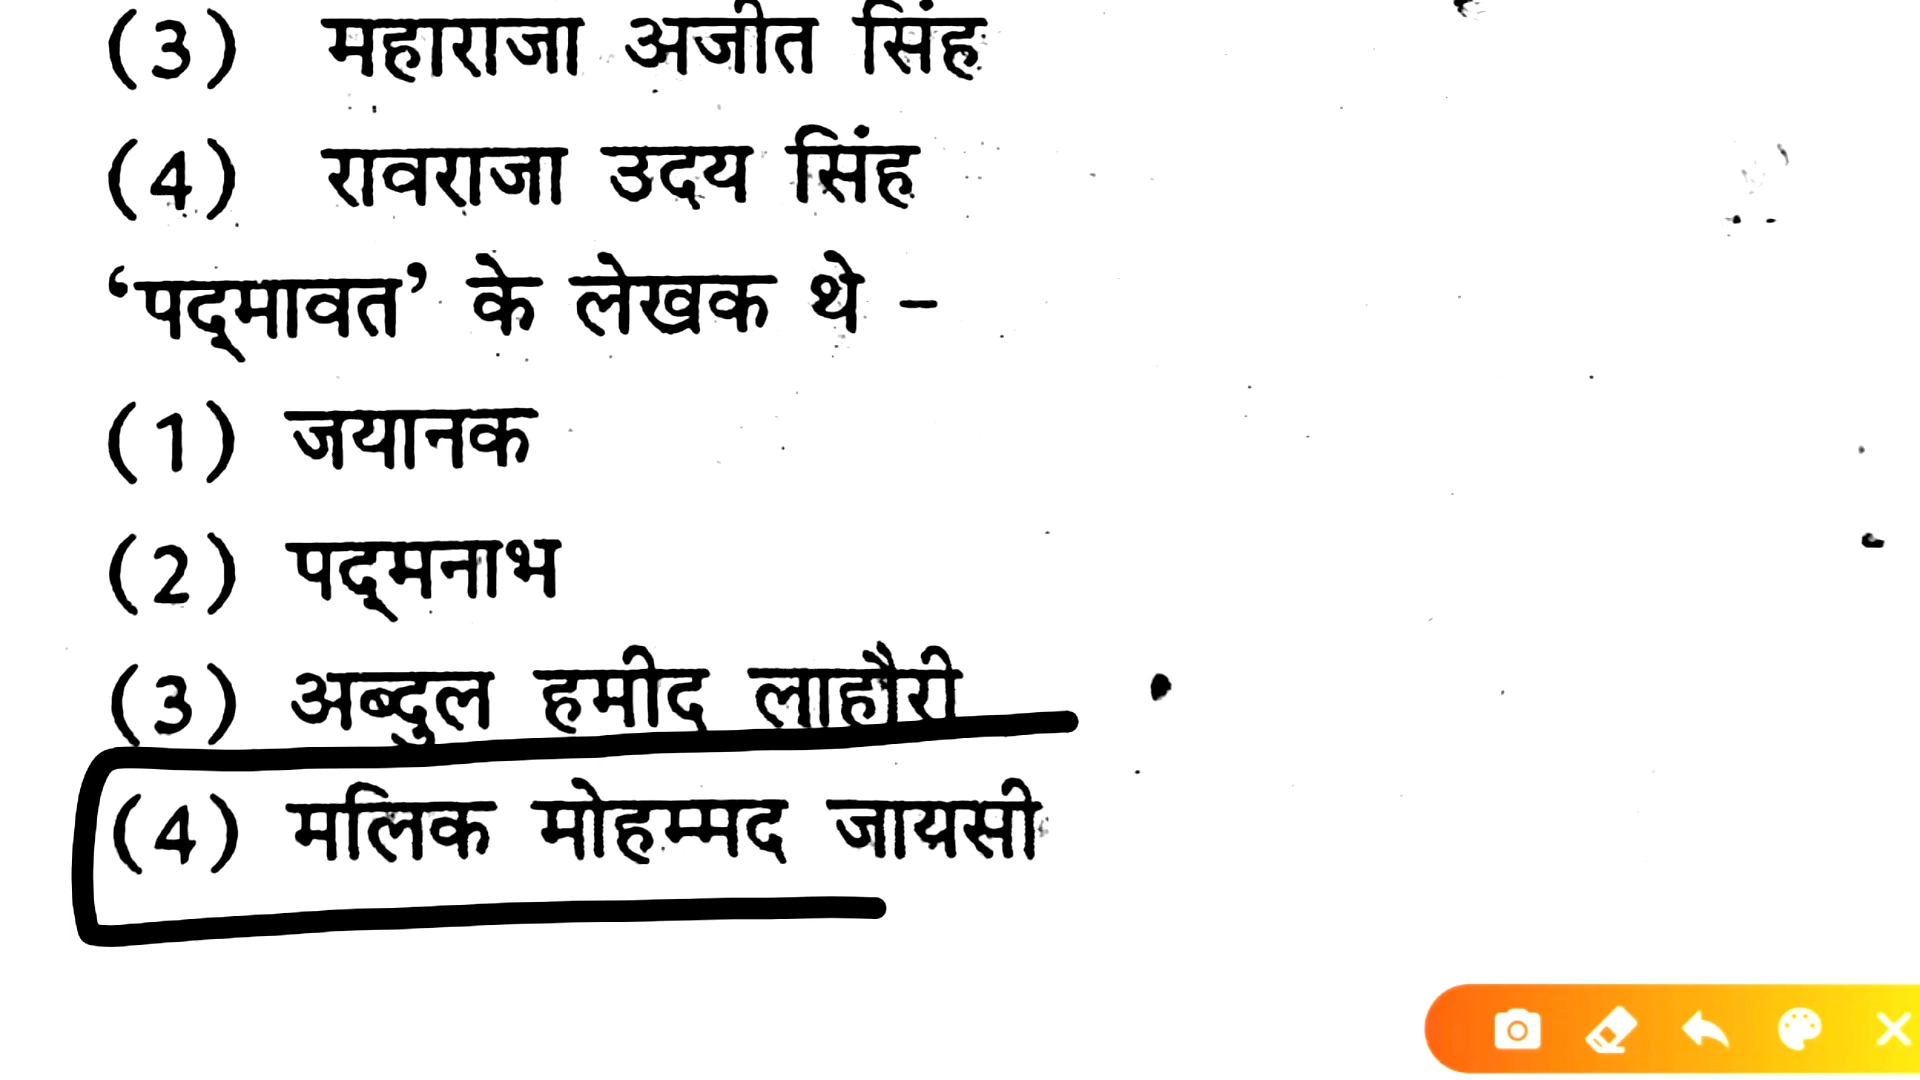 (3) महाराजा अजीत सिंह
(4) रावराजा उदय सिंह
‘पद्‌मावत’ के लेखक थे –
(1) जयानक
(2) पद्‌मनाभ
(3) अब्दुल हमीद लाहौरी
(4) मलिक मोहम्मद जायसी